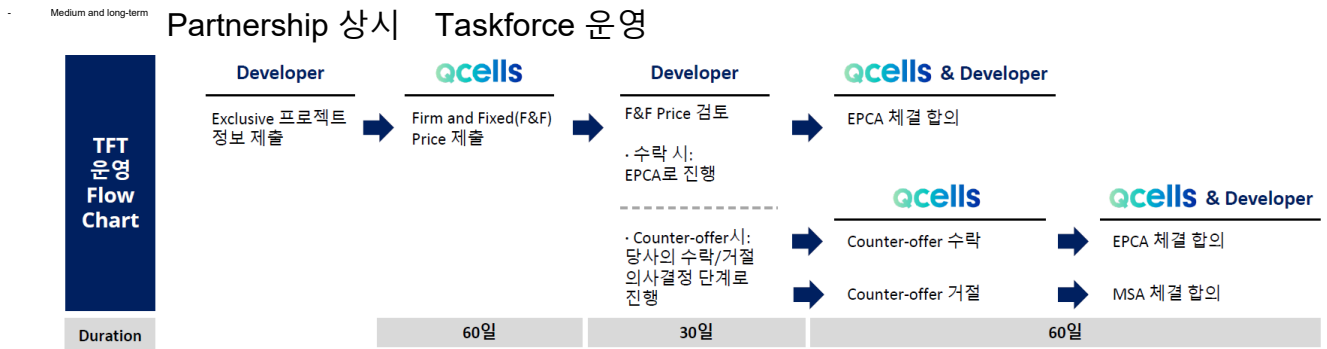 - Medium and long-term Partnership 상시 Taskforce 운영
TFT
운영
Flow
Chart
Developer
Exclusive 프로젝트
정보 제출
Qcells
Firm and Fixed(F&F)
Price 제출
Developer
F&F Price 검토
· 수락 시:
EPCA로 진행
· Counter-offer시:
당사의 수락/거절
의사결정 단계로
진행
Qcells & Developer
EPCA 체결 합의
Qcells
Counter-offer 수락
Counter-offer 거절
Qcells & Developer
EPCA 체결 합의
MSA 체결 합의
Duration
60일
30일
60일